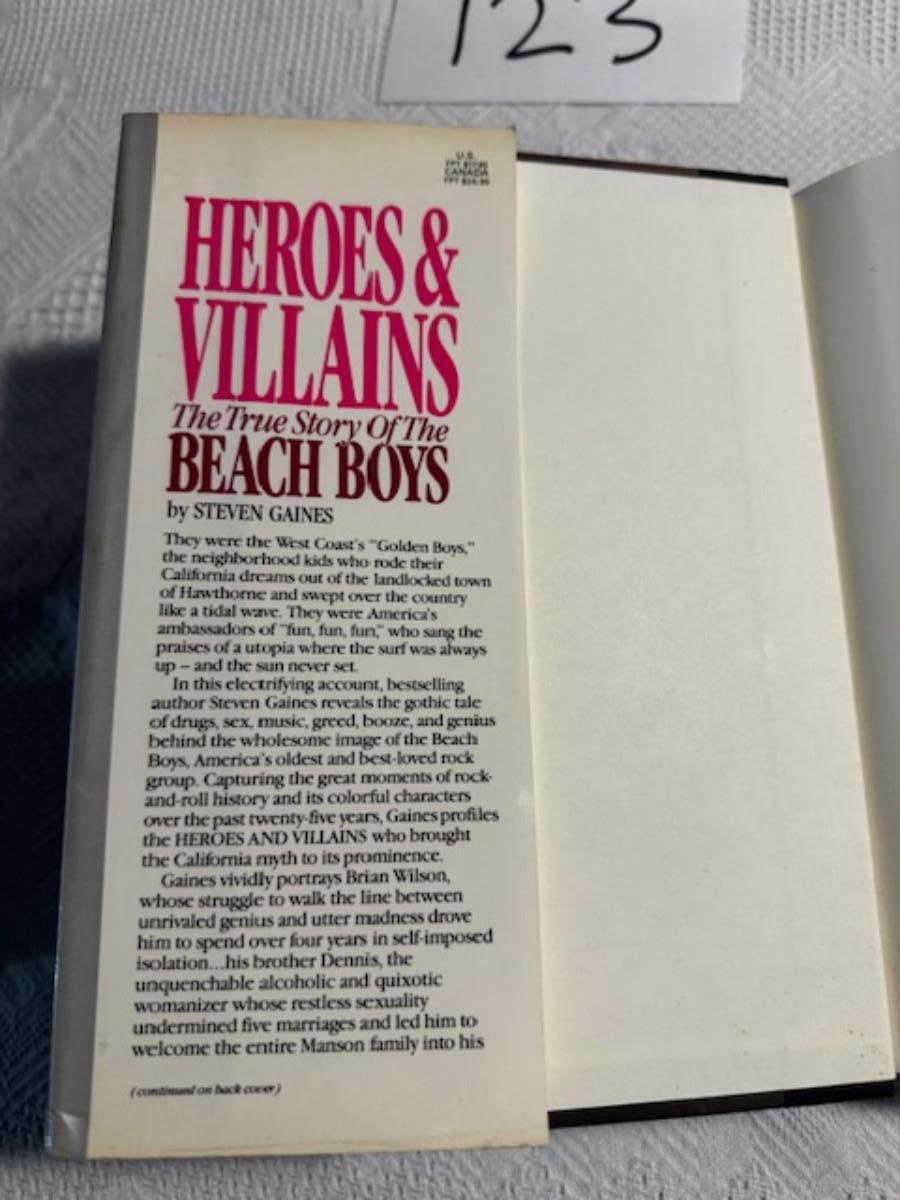 123
U.S.
CANADA
HEROES &
VILLAINS
The True Story Of The
BEACH BOYS
by STEVEN GAINES
They were the West Coast's "Golden Boys,"
the neighborhood kids who rode their
California dreams out of the landlocked town
of Hawthorne and swept over the country
like a tidal wave. They were America's
ambassadors of "fun, fun, fun," who sang the
praises of a utopia where the surf was always
up – and the sun never set.
In this electrifying account, bestselling
author Steven Gaines reveals the gothic tale
of drugs, sex, music, greed, booze, and genius
behind the wholesome image of the Beach
Boys, America's oldest and best-loved rock
group. Capturing the great moments of rock-
and-roll history and its colorful characters
over the past twenty-five years, Gaines profiles
the HEROES AND VILLAINS who brought
the California myth to its prominence.
Gaines vividly portrays Brian Wilson,
whose struggle to walk the line between
unrivaled genius and utter madness drove
him to spend over four years in self-imposed
isolation...his brother Dennis, the
unquenchable alcoholic and quixotic
womanizer whose restless sexuality
undermined five marriages and led him to
welcome the entire Manson family into his
(continued on back cover)